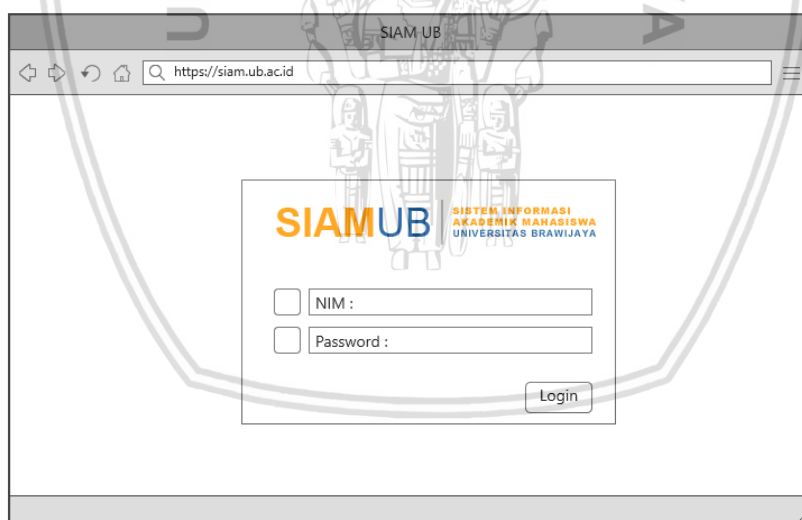 SIAM UB
https://siam.ub.ac.id
SIAMUB
SISTEM INFORMASI
AKADEMIK MAHASISWA
UNIVERSITAS BRAWIJAYA
NIM :
Password :
Login